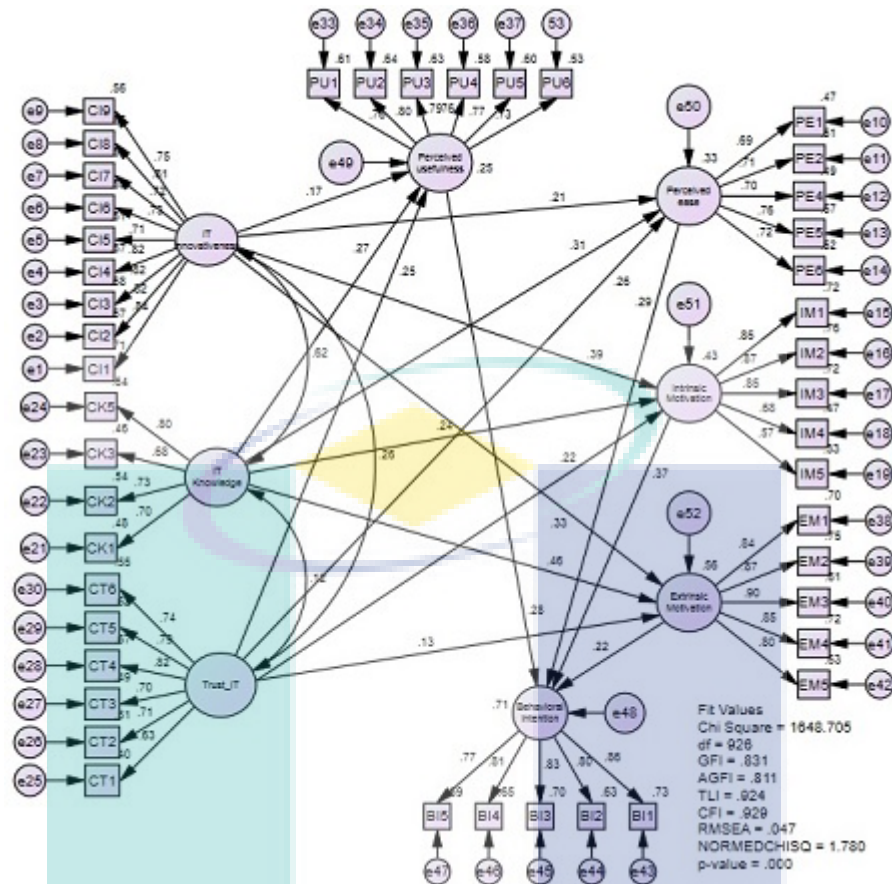 e33 e34 e35 e36 e37 53
.61 .64 .63 .58 .60 .53
PU1 PU2 PU3 PU4 PU5 PU6
.80 .77 .73
e49
Perceived
usefulness
.25
e50
.33
Perceived
ease
.47
PE1 e10
.69
PE2 e11
.71
PE4 e12
.70
PE5 e13
.76
PE6 e14
.72
.56
e9 CI9
e8 CI8
e7 CI7
e6 CI6
e5 CI5
e4 CI4
e3 CI3
e2 CI2
e1 CI1
.75
.71
.82
IT
.17
.21
.27
.25
.31
.26
.29
.62
.39
e51
.43
Intrinsic
Motivation
.72
IM1 e15
.85
.76
IM2 e16
.87
.72
IM3 e17
.85
IM4 e18
.68
IM5 e19
.57
e24 CK5
.80
.46
e23 CK3
.68
.54
e22 CK2
.73
.48
e21 CK1
.70
.55
IT
Knowledge
.24
.26
.22
.37
.33
.46
.12
e52
.56
Extrinsic
Motivation
.70
EM1 e38
.84
.75
EM2 e39
.87
.81
EM3 e40
.90
.72
EM4 e41
.85
.63
EM5 e42
.80
e30 CT6
.74
e29 CT5
e28 CT4
.82
e27 CT3
.70
e26 CT2
.71
e25 CT1
.63
.40
Trust_IT
.13
.28
.22
.71
Behavioral
Intention
e48
.77 .81 .83 .80 .86
.65 .70 .63 .73
BI5 BI4 BI3 BI2 BI1
e47 e46 e45 e44 e43
Fit Values
Chi Square = 1648.705
df = 926
GFI = .831
AGFI = .811
TLI = .924
CFI = .929
RMSEA = .047
NORMEDCHISQ = 1.780
p-value = .000